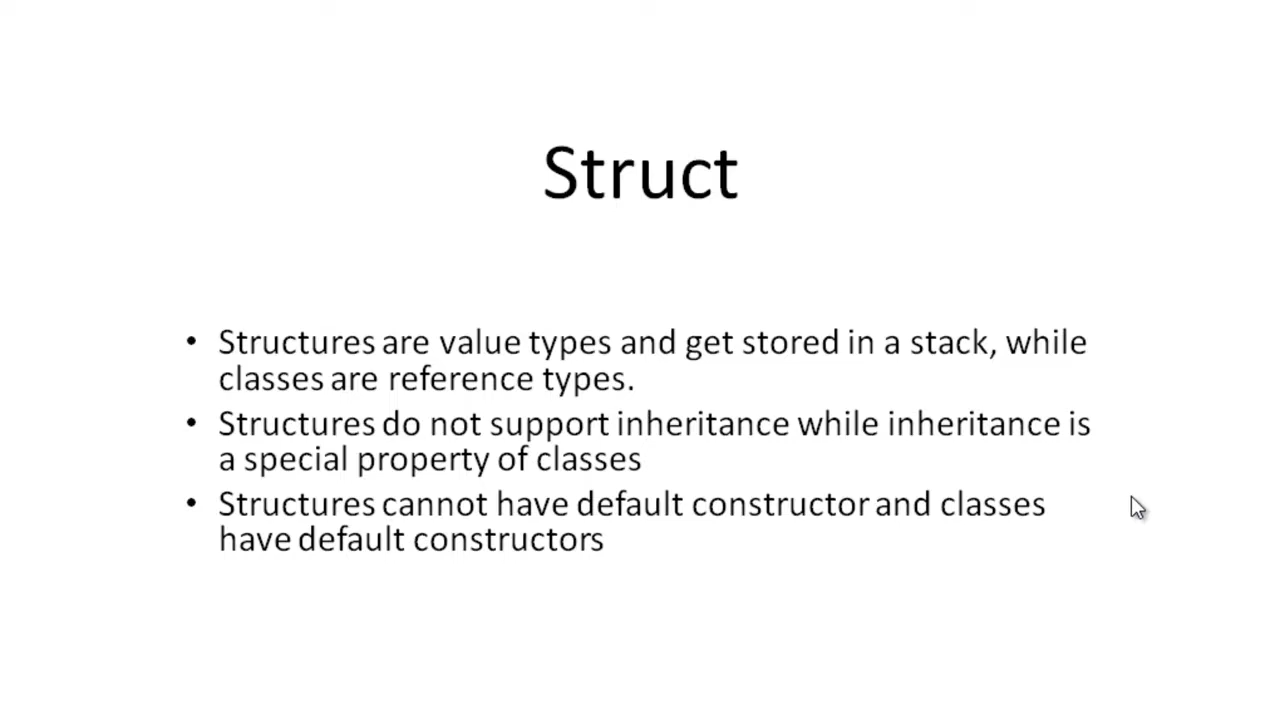 Struct
• Structures are value types and get stored in a stack, while
classes are reference types.
• Structures do not support inheritance while inheritance is
a special property of classes
• Structures cannot have default constructor and classes
have default constructors